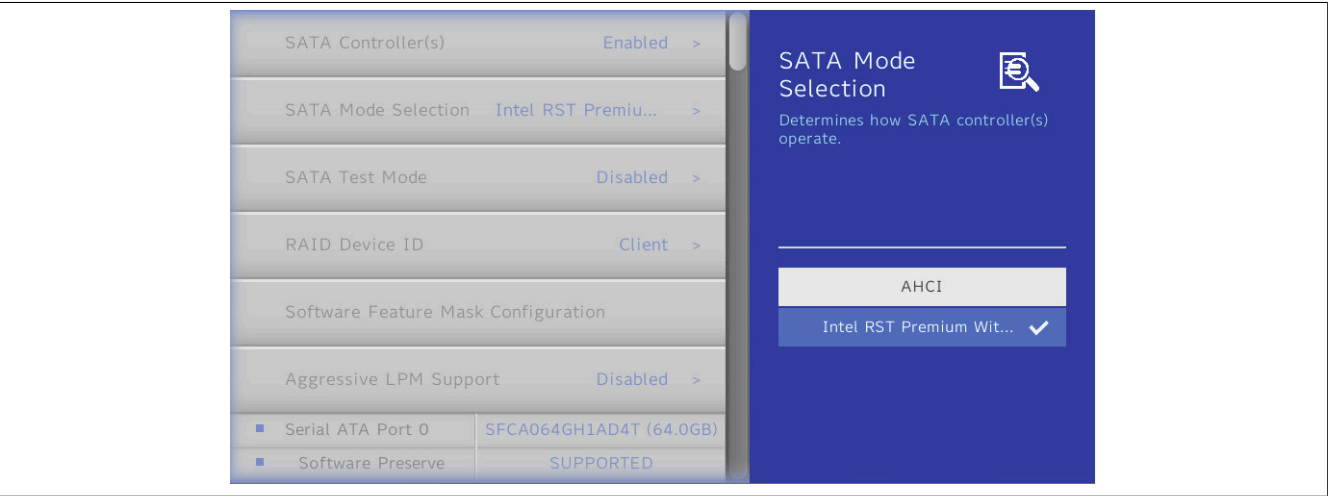 SATA Controller(s) Enabled >
SATA Mode Selection Intel RST Premiu... >
SATA Test Mode Disabled >
RAID Device ID Client >
Software Feature Mask Configuration
Aggressive LPM Support Disabled >
Serial ATA Port 0 SFCA064GH1AD4T (64.0GB)
Software Preserve SUPPORTED
SATA Mode
Selection
Determines how SATA controller(s)
operate.
AHCI
Intel RST Premium Wit...